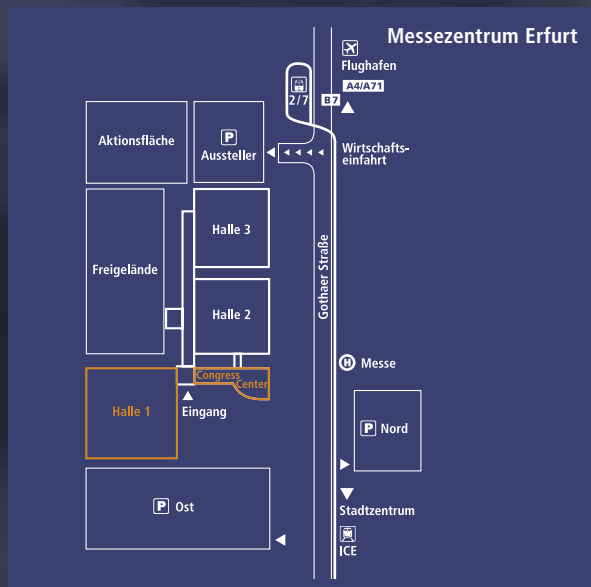 Messezentrum Erfurt
Flughafen
A4/A71
2/7
B7
Aktionsfläche
P
Aussteller
Wirtschafts-
einfahrt
Halle 3
Freigelände
Gothaer Straße
Halle 2
H Messe
Congress
Center
Halle 1
Eingang
P Nord
P Ost
Stadtzentrum
ICE